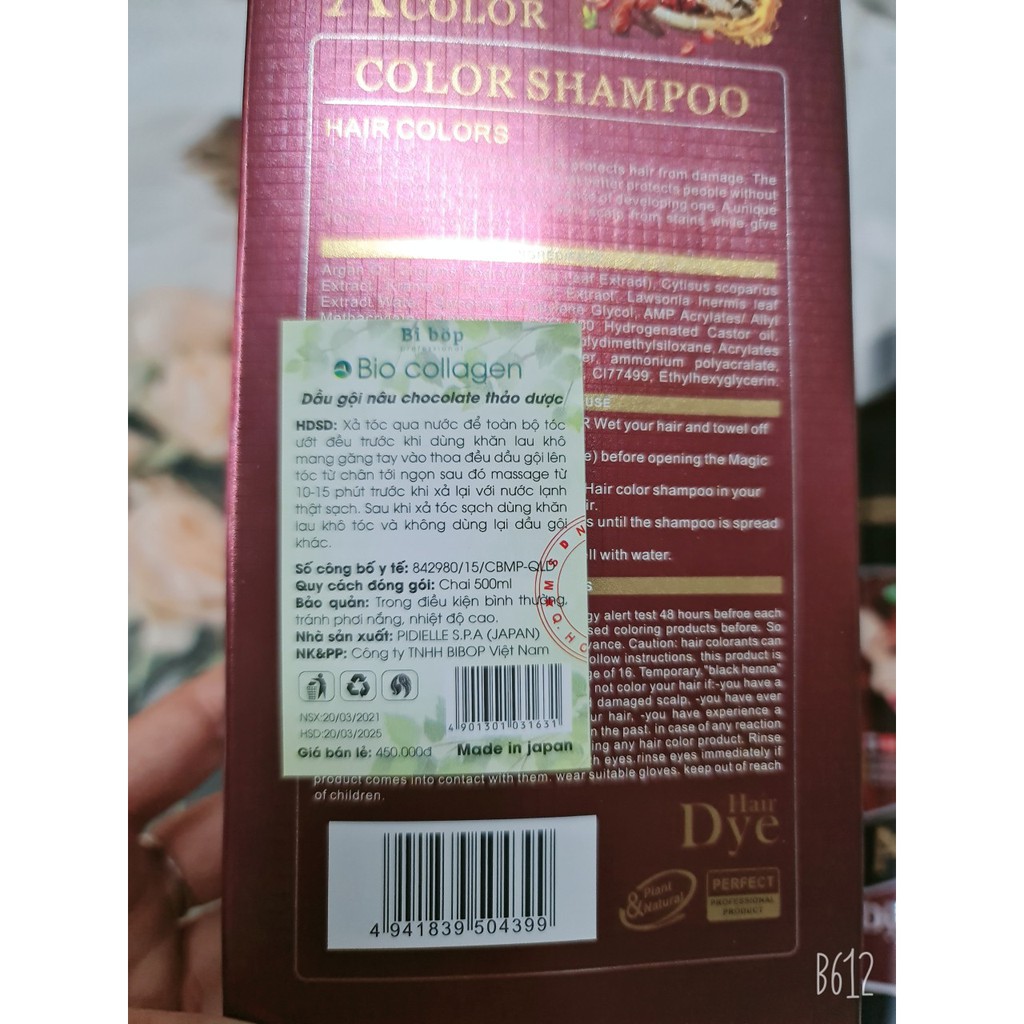 COLOR
COLOR SHAMPOO
HAIR COLORS
protects hair from damage. The
better protects people without
of developing one. A unique
scalp from stains while give
Argan Leaf Extract), Cytisus scoparius
Extract, Extract, Lawsonia Inermis leaf
Extract Glycol, AMP Acrylates/ Allyl
Hydrogenated Castor oil,
Acrylates
ammonium polyacralate,
CI77499, Ethylhexyglycerin.
USE
Wet your hair and towel off
before opening the Magic
Hair color shampoo in your
until the shampoo is spread
with water.
alert test 48 hours befroe each
coloring products before. So
Caution: hair colorants can
instructions. this product is
of 16. Temporary."black henna"
not color your hair if:-you have a
damaged scalp, -you have ever
hair, -you have experience a
in the past. in case of any reaction
any hair color product. Rinse
eyes.rinse eyes immediately if
product comes into contact with them. wear suitable gloves. keep out of reach
of children.
Bi bóp
professional
Bio collagen
Dầu gội nâu chocolate thảo dược
HDSD: Xả tóc qua nước để toàn bộ tóc
ướt đều trước khi dùng khăn lau khô
mang găng tay vào thoa đều dầu gội lên
tóc từ chân tới ngọn sau đó massage từ
10-15 phút trước khi xả lại với nước lạnh
thật sạch. Sau khi xả tóc sạch dùng khăn
lau khô tóc và không dùng lại dầu gội
khác.
Số công bố y tế: 842980/15/CBMP-QLD
Quy cách đóng gói: Chai 500ml
Bảo quản: Trong điều kiện bình thường,
tránh phơi nắng, nhiệt độ cao.
Nhà sản xuất: PIDIELLE S.P.A (JAPAN)
NK&PP: Công ty TNHH BIBOP Việt Nam
4 901301 031631
NSX:20/03/2021
HSD:20/03/2025
Giá bán lẻ: 450.000đ
Made in japan
4 941839 504399
Hair
Dye
Plant
& Natural
PERFECT
PROFESSIONAL
PRODUCT
B612